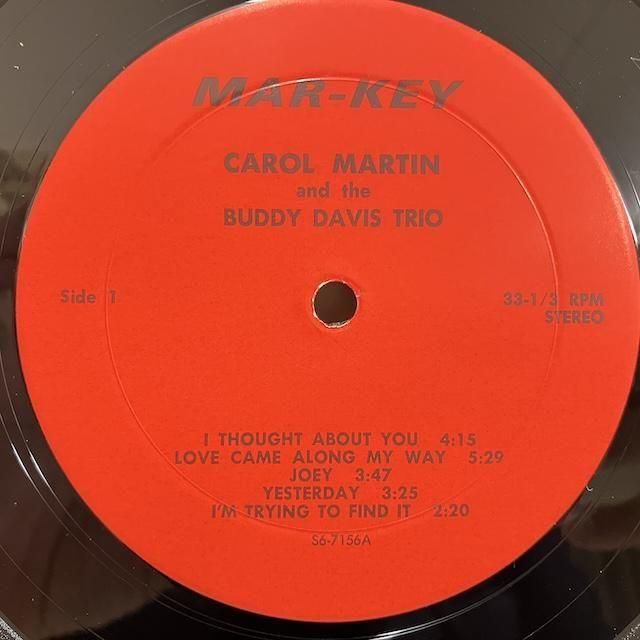 MAR-KEY
CAROL MARTIN
and the
BUDDY DAVIS TRIO
Side 1
33-1/3 RPM
STEREO
I THOUGHT ABOUT YOU 4:15
LOVE CAME ALONG MY WAY 5:29
JOEY 3:47
YESTERDAY 3:25
I'M TRYING TO FIND IT 2:20
S6-7156A